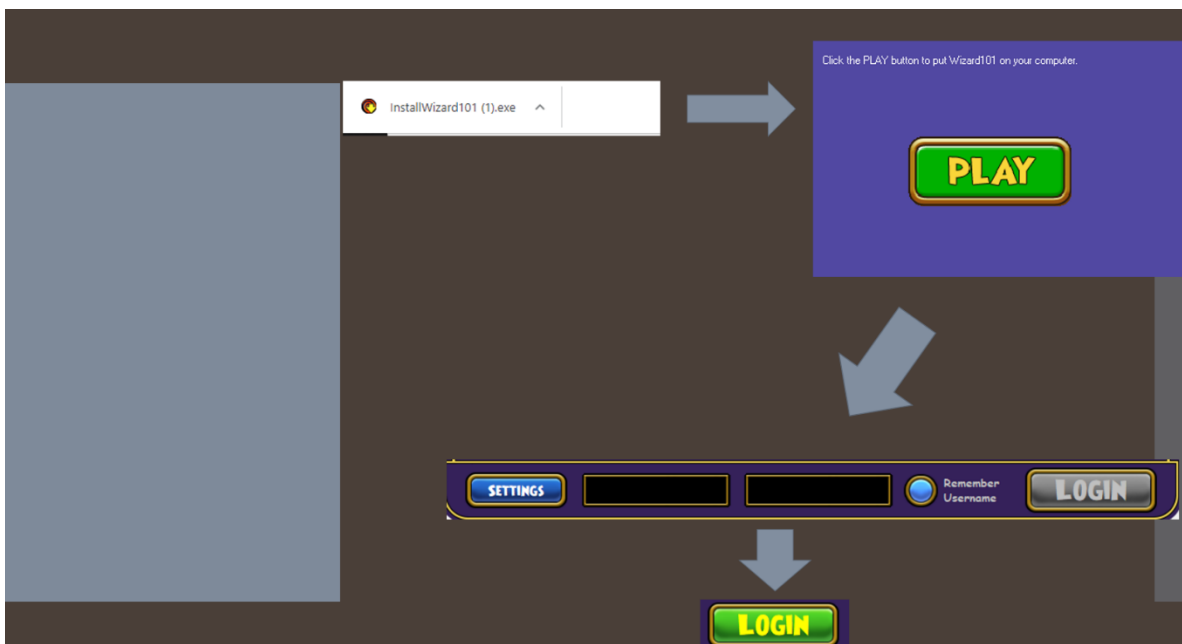 InstallWizard101 (1).exe
Click the PLAY button to put Wizard101 on your computer.
PLAY
SETTINGS
Remember
Username
LOGIN
LOGIN